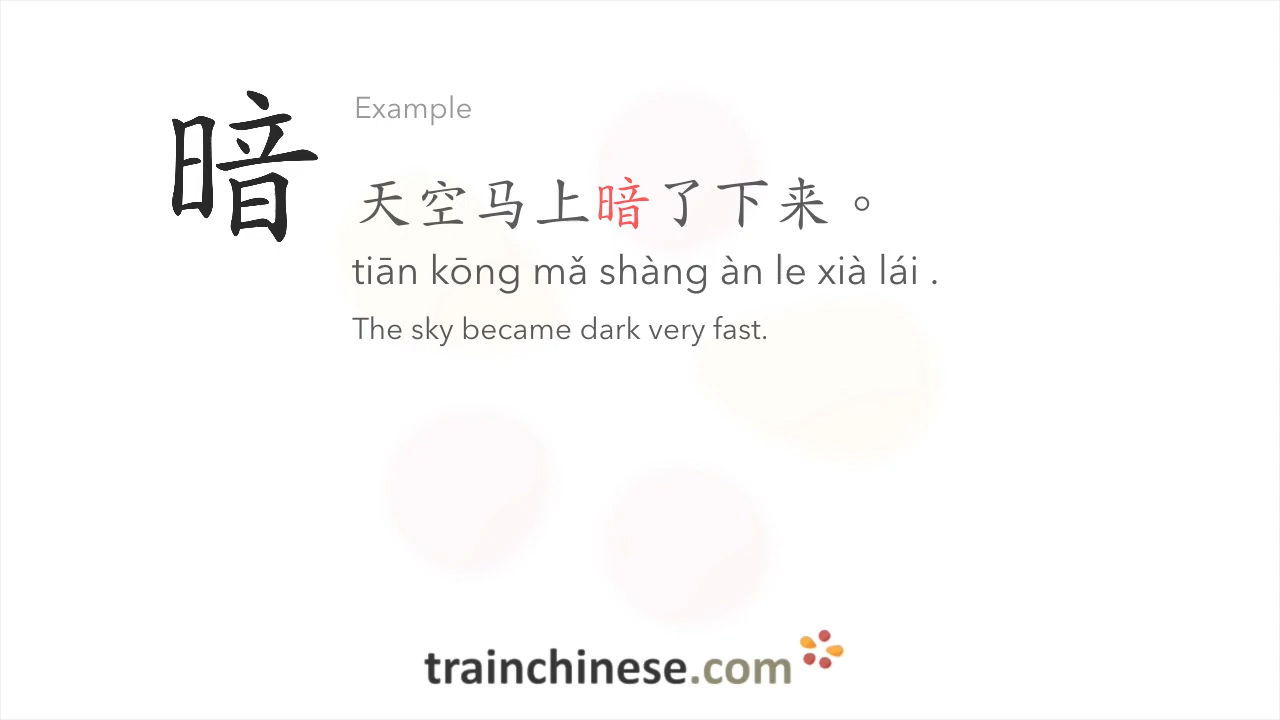 暗
Example
天空马上暗了下来。
tiān kōng mǎ shàng àn le xià lái .
The sky became dark very fast.
trainchinese.com